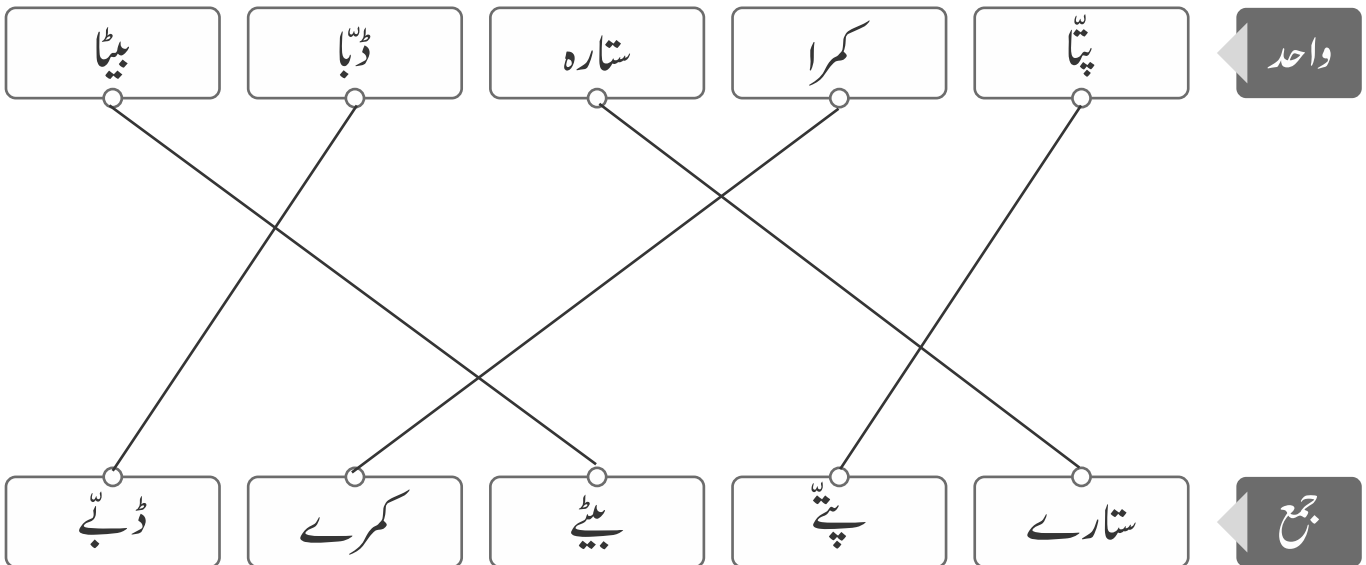 واحد پتّا کمرا ستارہ ڈبّا بیٹا
جمع ستارے پتّے بیٹے کمرے ڈبّے